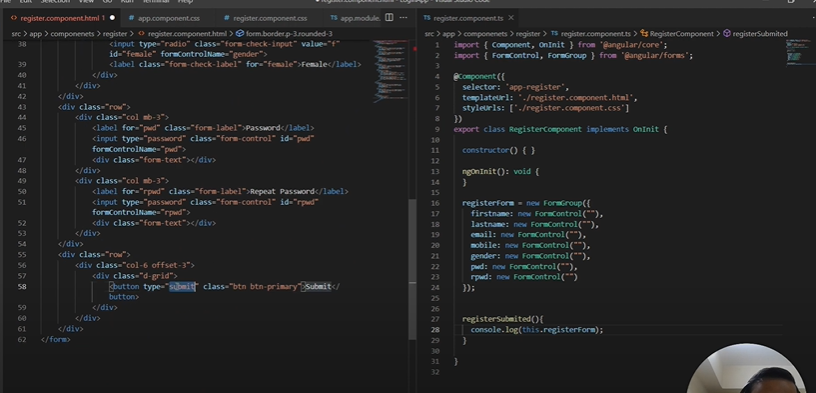 register.component.html - LoginApp - Visual Studio Code
register.component.html 1
app.component.css
register.component.css
app.module.
register.component.ts
src > app > componenets > register > register.component.html > form.border.p-3.rounded-3
src > app > componenets > register > register.component.ts > RegisterComponent > registerSubmited
38 <input type="radio" class="form-check-input" value="f"
id="female" formControlName="gender">
39 <label class="form-check-label" for="female">Female</label>
40 </div>
41 </div>
42 </div>
43 <div class="row">
44 <div class="col mb-3">
45 <label for="pwd" class="form-label">Password</label>
46 <input type="password" class="form-control" id="pwd"
formControlName="pwd">
47 <div class="form-text"></div>
48 </div>
49 <div class="col mb-3">
50 <label for="rpwd" class="form-label">Repeat Password</label>
51 <input type="password" class="form-control" id="rpwd"
formControlName="rpwd">
52 <div class="form-text"></div>
53 </div>
54 </div>
55 <div class="row">
56 <div class="col-6 offset-3">
57 <div class="d-grid">
58 <button type="submit" class="btn btn-primary">Submit</
button>
59 </div>
60 </div>
61 </div>
62 </form>
1 import { Component, OnInit } from '@angular/core';
2 import { FormControl, FormGroup } from '@angular/forms';
3
4 @Component({
5 selector: 'app-register',
6 templateUrl: './register.component.html',
7 styleUrls: ['./register.component.css']
8 })
9 export class RegisterComponent implements OnInit {
10
11 constructor() { }
12
13 ngOnInit(): void {
14 }
15
16 registerForm = new FormGroup({
17 firstname: new FormControl(""),
18 lastname: new FormControl(""),
19 email: new FormControl(""),
20 mobile: new FormControl(""),
21 gender: new FormControl(""),
22 pwd: new FormControl(""),
23 rpwd: new FormControl("")
24 });
25
26
27 registerSubmited(){
28 console.log(this.registerForm);
29 }
30
31 }
32